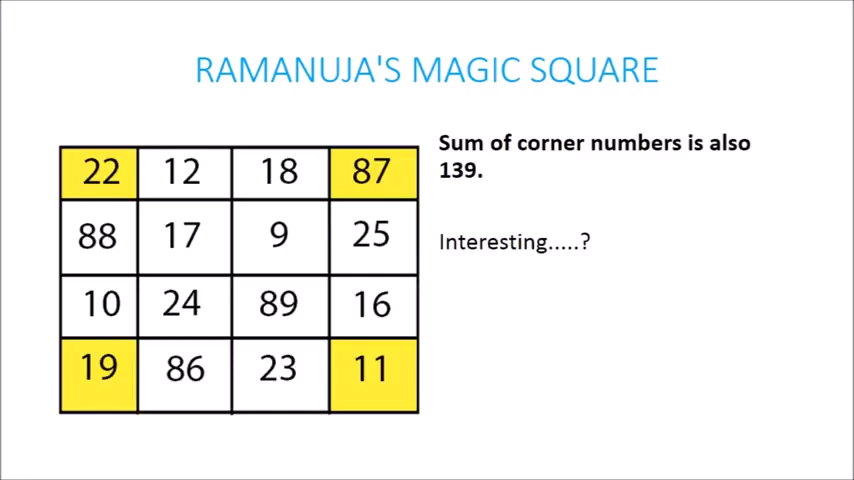 RAMANUJA'S MAGIC SQUARE
Sum of corner numbers is also
139.
Interesting.....?
22 12 18 87
88 17 9 25
10 24 89 16
19 86 23 11